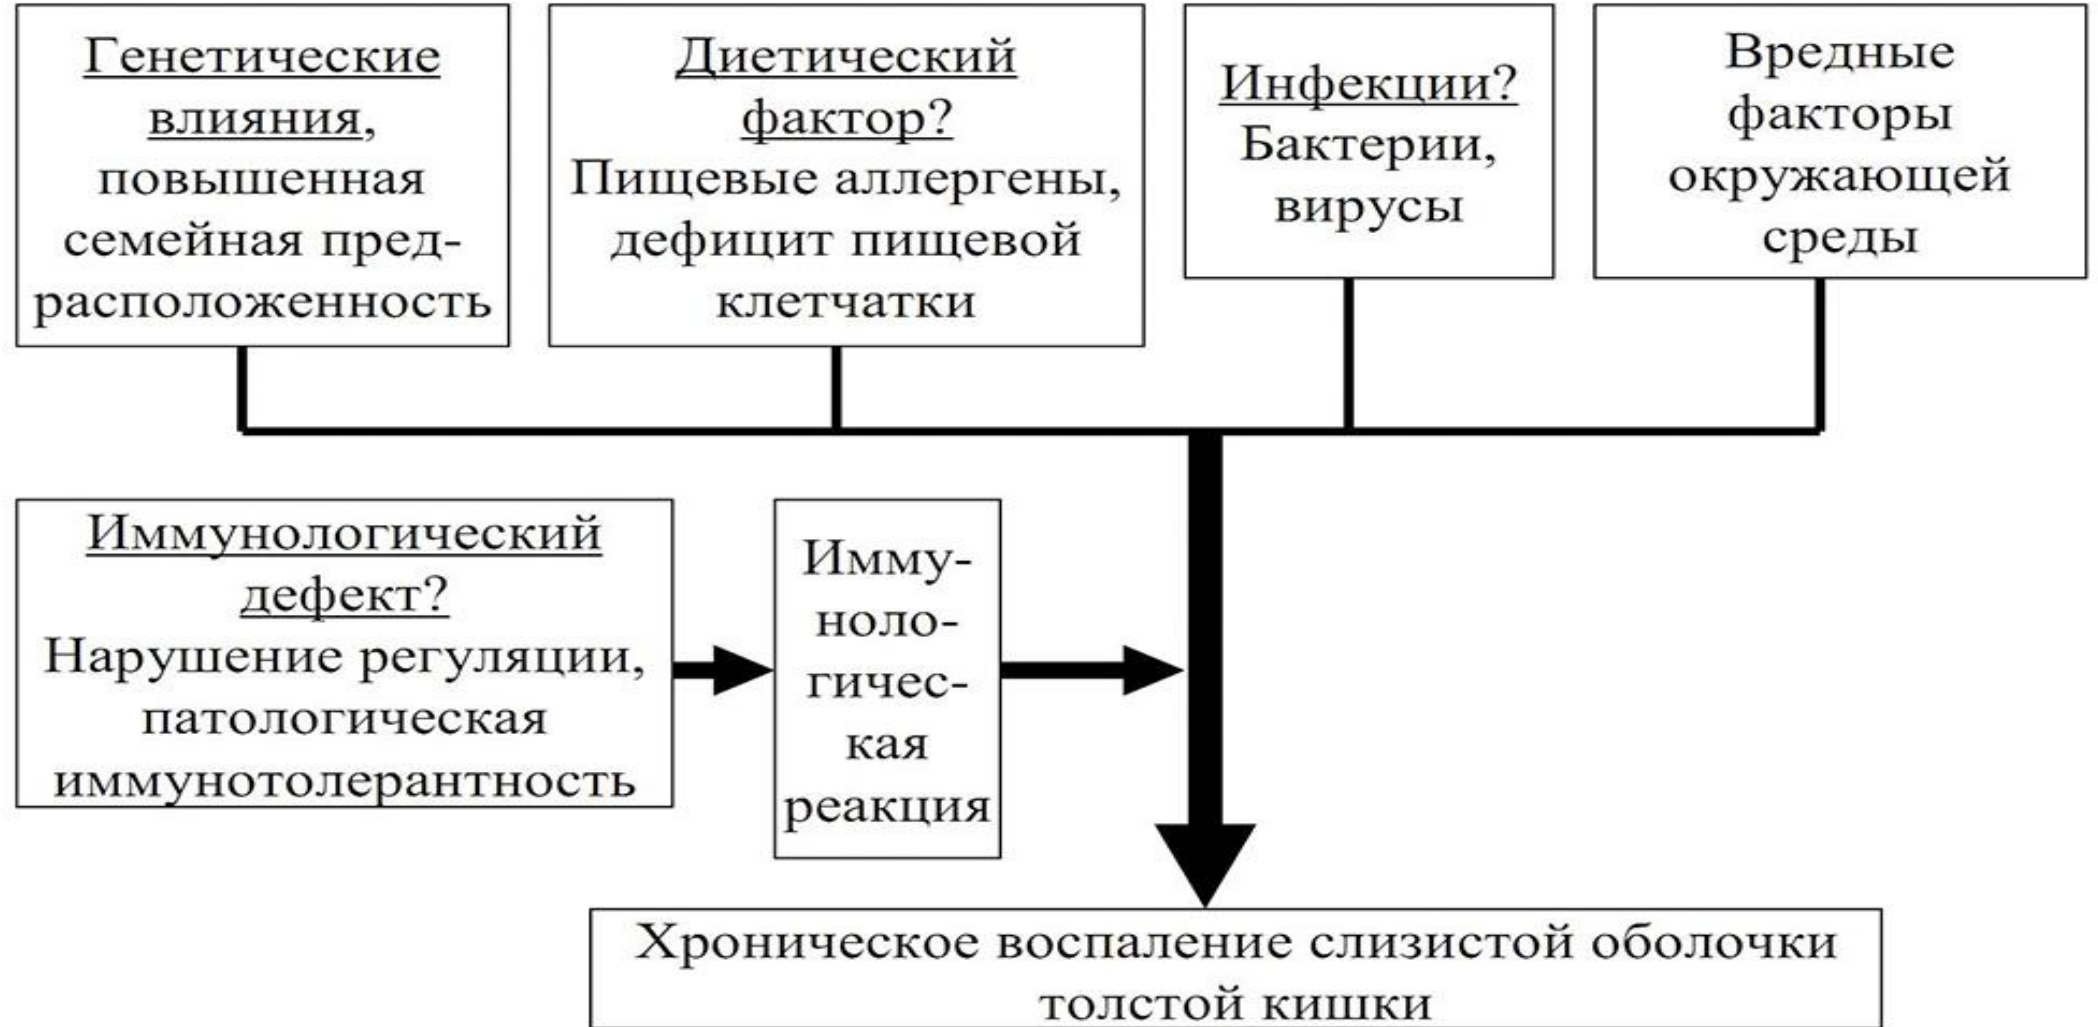 Генетические
влияния,
повышенная
семейная пред-
расположенность
Диетический
фактор?
Пищевые аллергены,
дефицит пищевой
клетчатки
Инфекции?
Бактерии,
вирусы
Вредные
факторы
окружающей
среды
Иммунологический
дефект?
Нарушение регуляции,
патологическая
иммунотолерантность
Имму-
ноло-
гичес-
кая
реакция
Хроническое воспаление слизистой оболочки
толстой кишки